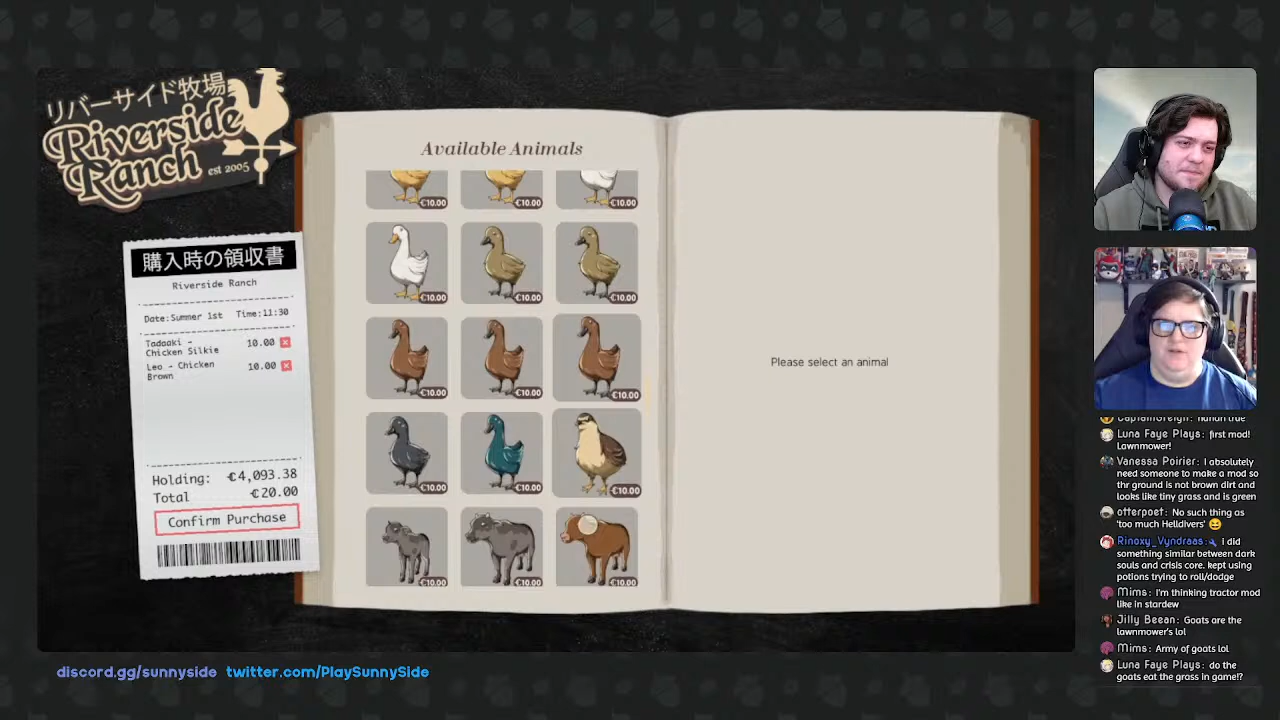 リバーサイド牧場
Riverside
Ranch
est 2005
購入時の領収書
Riverside Ranch
Date:Summer 1st Time:11:30
Tadaaki - 10.00
Chicken Silkie
Leo - Chicken 10.00
Brown
Holding: €4,093.38
Total €20.00
Confirm Purchase
Available Animals
€10.00 €10.00 €10.00
€10.00 €10.00 €10.00
€10.00 €10.00 €10.00
€10.00 €10.00 €10.00
€10.00 €10.00 €10.00
Please select an animal
Luna Faye Plays: first mod!
Lawnmower!
Vanessa Poirier: I absolutely
need someone to make a mod so
thr ground is not brown dirt and
looks like tiny grass and is green
otterpoet: No such thing as
'too much Helldivers' 😆
Rinoxy_Vyndraas: i did
something similar between dark
souls and crisis core. kept using
potions trying to roll/dodge
Mims: I'm thinking tractor mod
like in stardew
Jilly Beean: Goats are the
lawnmower's lol
Mims: Army of goats lol
Luna Faye Plays: do the
goats eat the grass in game!?
discord.gg/sunnyside twitter.com/PlaySunnySide